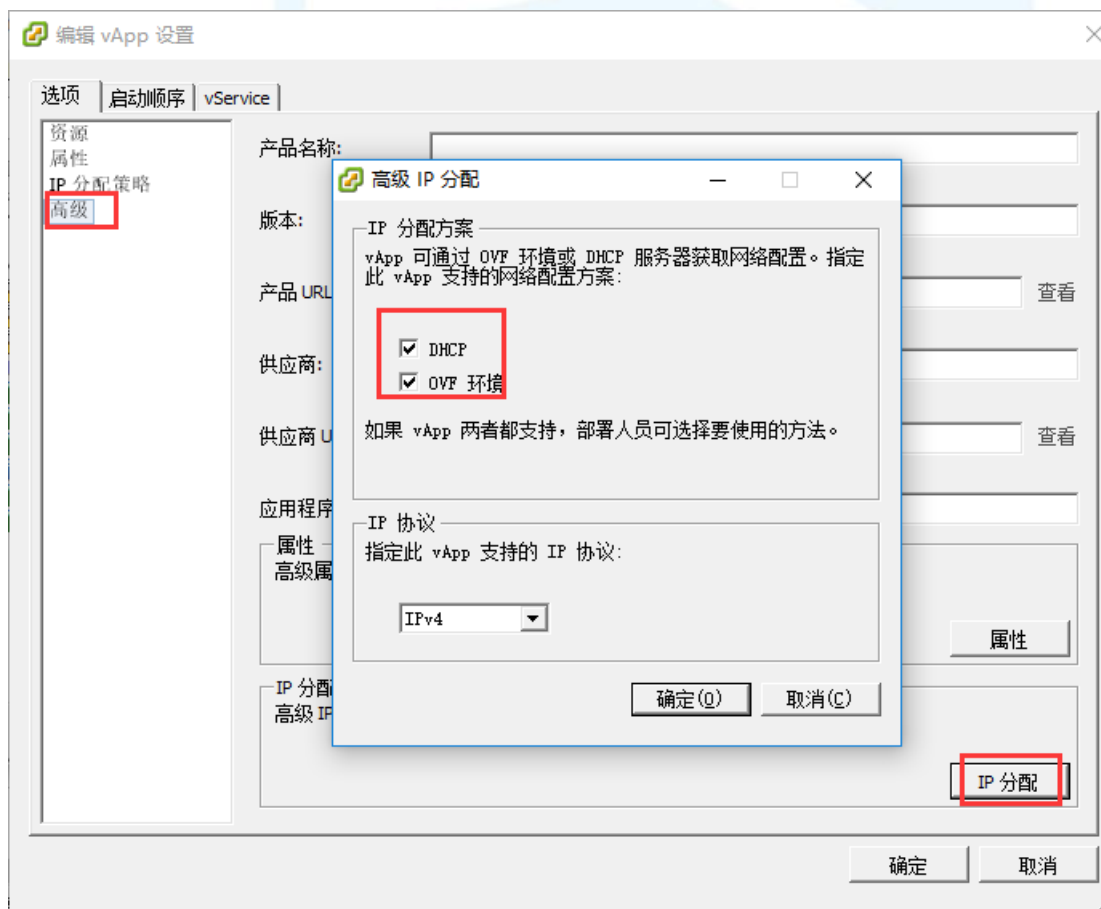 编辑 vApp 设置
选项
启动顺序
vService
资源
属性
IP 分配策略
高级
产品名称:
版本:
产品 URL
查看
供应商:
供应商 U
查看
应用程序
属性
高级属
属性
IP 分配
高级 IP
IP 分配
确定
取消
高级 IP 分配
IP 分配方案
vApp 可通过 OVF 环境或 DHCP 服务器获取网络配置。指定
此 vApp 支持的网络配置方案:
DHCP
OVF 环境
如果 vApp 两者都支持，部署人员可选择要使用的方法。
IP 协议
指定此 vApp 支持的 IP 协议:
IPv4
确定(O)
取消(C)